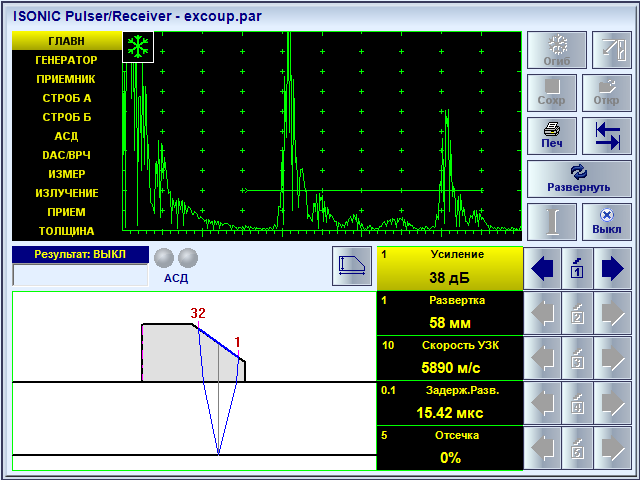 ISONIC Pulser/Receiver - excoup.par
ГЛАВН
ГЕНЕРАТОР
ПРИЕМНИК
СТРОБ А
СТРОБ Б
АСД
DAC/ВРЧ
ИЗМЕР
ИЗЛУЧЕНИЕ
ПРИЕМ
ТОЛЩИНА
Огиб
Сохр
Откр
Печ
Развернуть
Выкл
Результат: ВЫКЛ
АСД
32
1
1 Усиление
38 дБ
1
1 Развертка
58 мм
2
10 Скорость УЗК
5890 м/с
3
0.1 Задерж.Разв.
15.42 мкс
4
5 Отсечка
0%
5